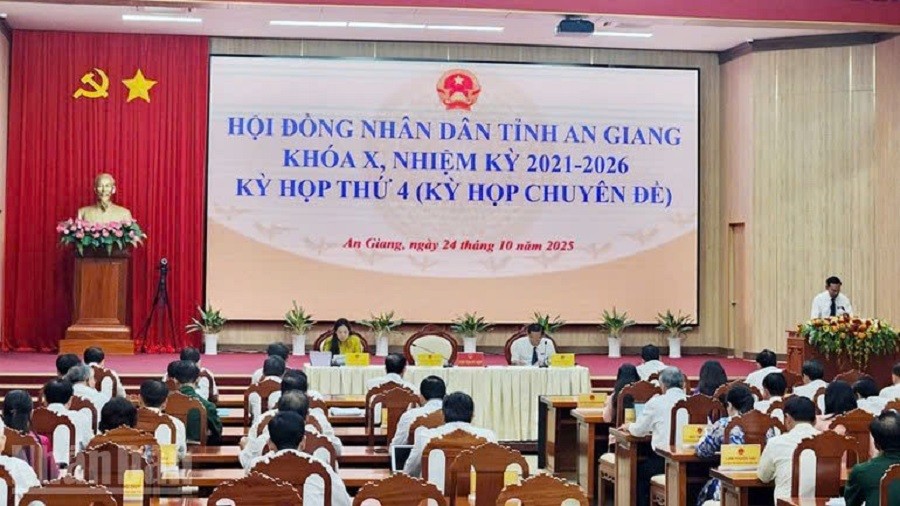 HỘI ĐỒNG NHÂN DÂN TỈNH AN GIANG
KHÓA X, NHIỆM KỲ 2021-2026
KỲ HỌP THỨ 4 (KỲ HỌP CHUYÊN ĐỀ)
An Giang, ngày 24 tháng 10 năm 2025
NhânDân